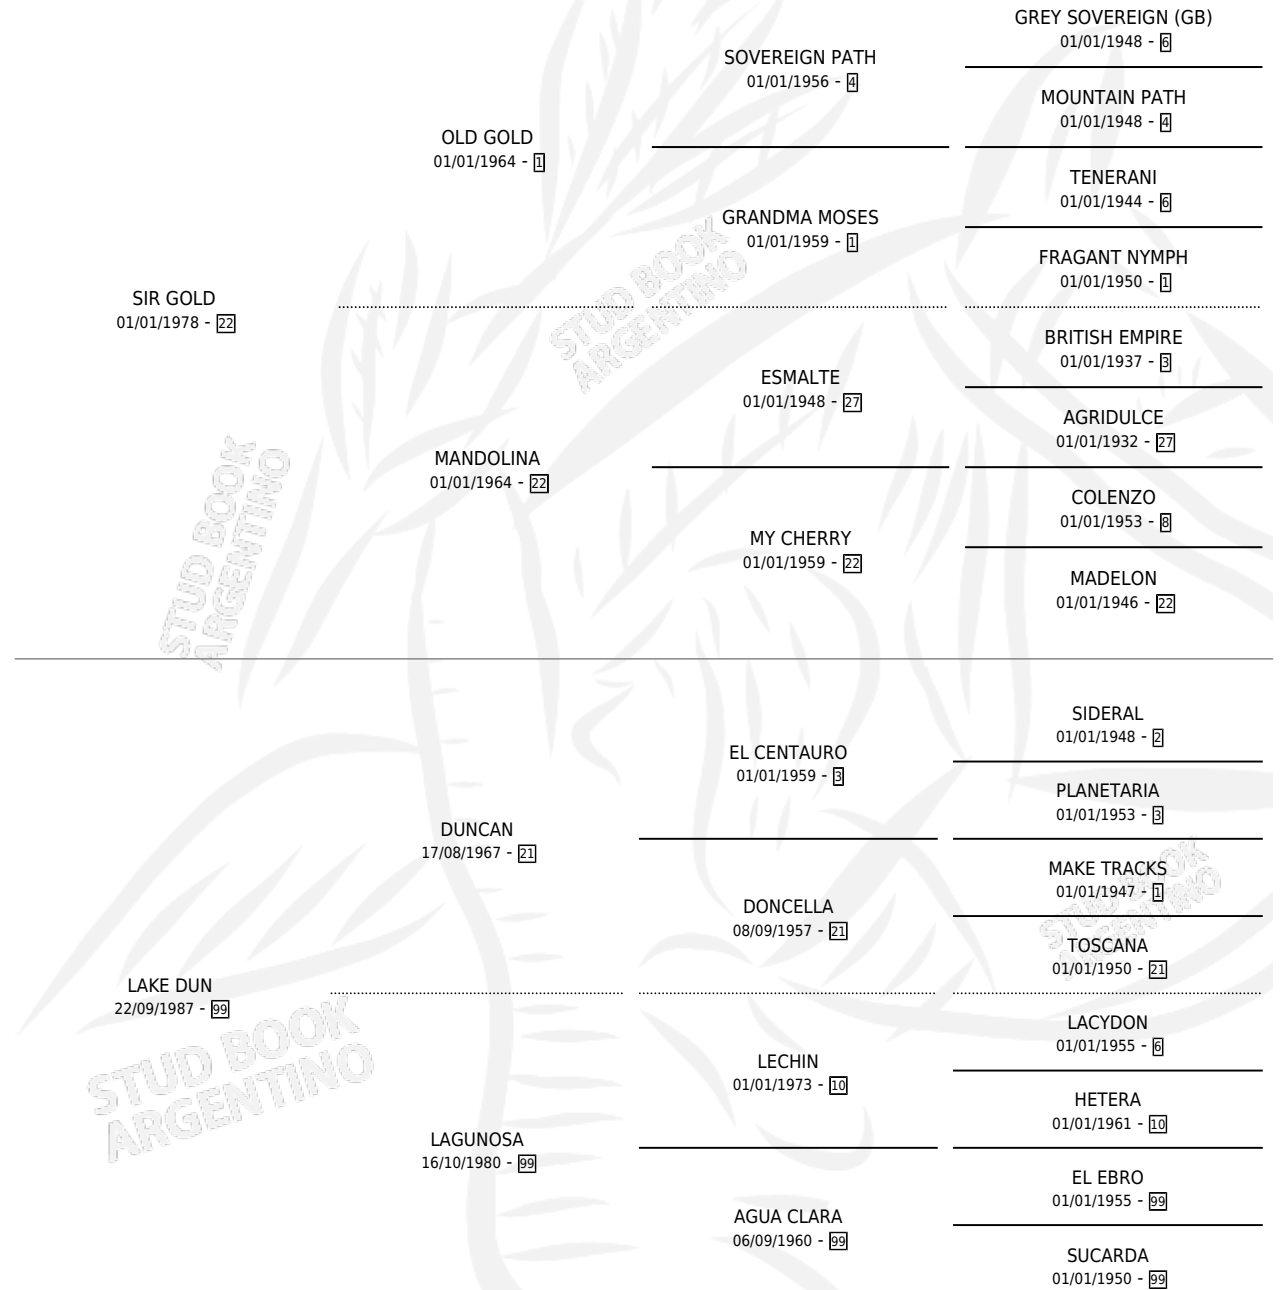 GREY SOVEREIGN (GB)
01/01/1948 - 6
SOVEREIGN PATH
01/01/1956 - 4
MOUNTAIN PATH
01/01/1948 - 4
OLD GOLD
01/01/1964 - 1
TENERANI
01/01/1944 - 6
GRANDMA MOSES
01/01/1959 - 1
FRAGANT NYMPH
01/01/1950 - 1
SIR GOLD
01/01/1978 - 22
BRITISH EMPIRE
01/01/1937 - 3
ESMALTE
01/01/1948 - 27
AGRIDULCE
01/01/1932 - 27
MANDOLINA
01/01/1964 - 22
COLENZO
01/01/1953 - 8
MY CHERRY
01/01/1959 - 22
MADELON
01/01/1946 - 22
STUD BOOK
ARGENTINO
STUD BOOK
ARGENTINO
SIDERAL
01/01/1948 - 2
EL CENTAURO
01/01/1959 - 3
PLANETARIA
01/01/1953 - 3
DUNCAN
17/08/1967 - 21
MAKE TRACKS
01/01/1947 - 1
DONCELLA
08/09/1957 - 21
TOSCANA
01/01/1950 - 21
STUD BOOK
ARGENTINO
LAKE DUN
22/09/1987 - 99
LACYDON
01/01/1955 - 6
LECHIN
01/01/1973 - 10
HETERA
01/01/1961 - 10
STUD BOOK
ARGENTINO
LAGUNOSA
16/10/1980 - 99
EL EBRO
01/01/1955 - 99
AGUA CLARA
06/09/1960 - 99
SUCARDA
01/01/1950 - 99